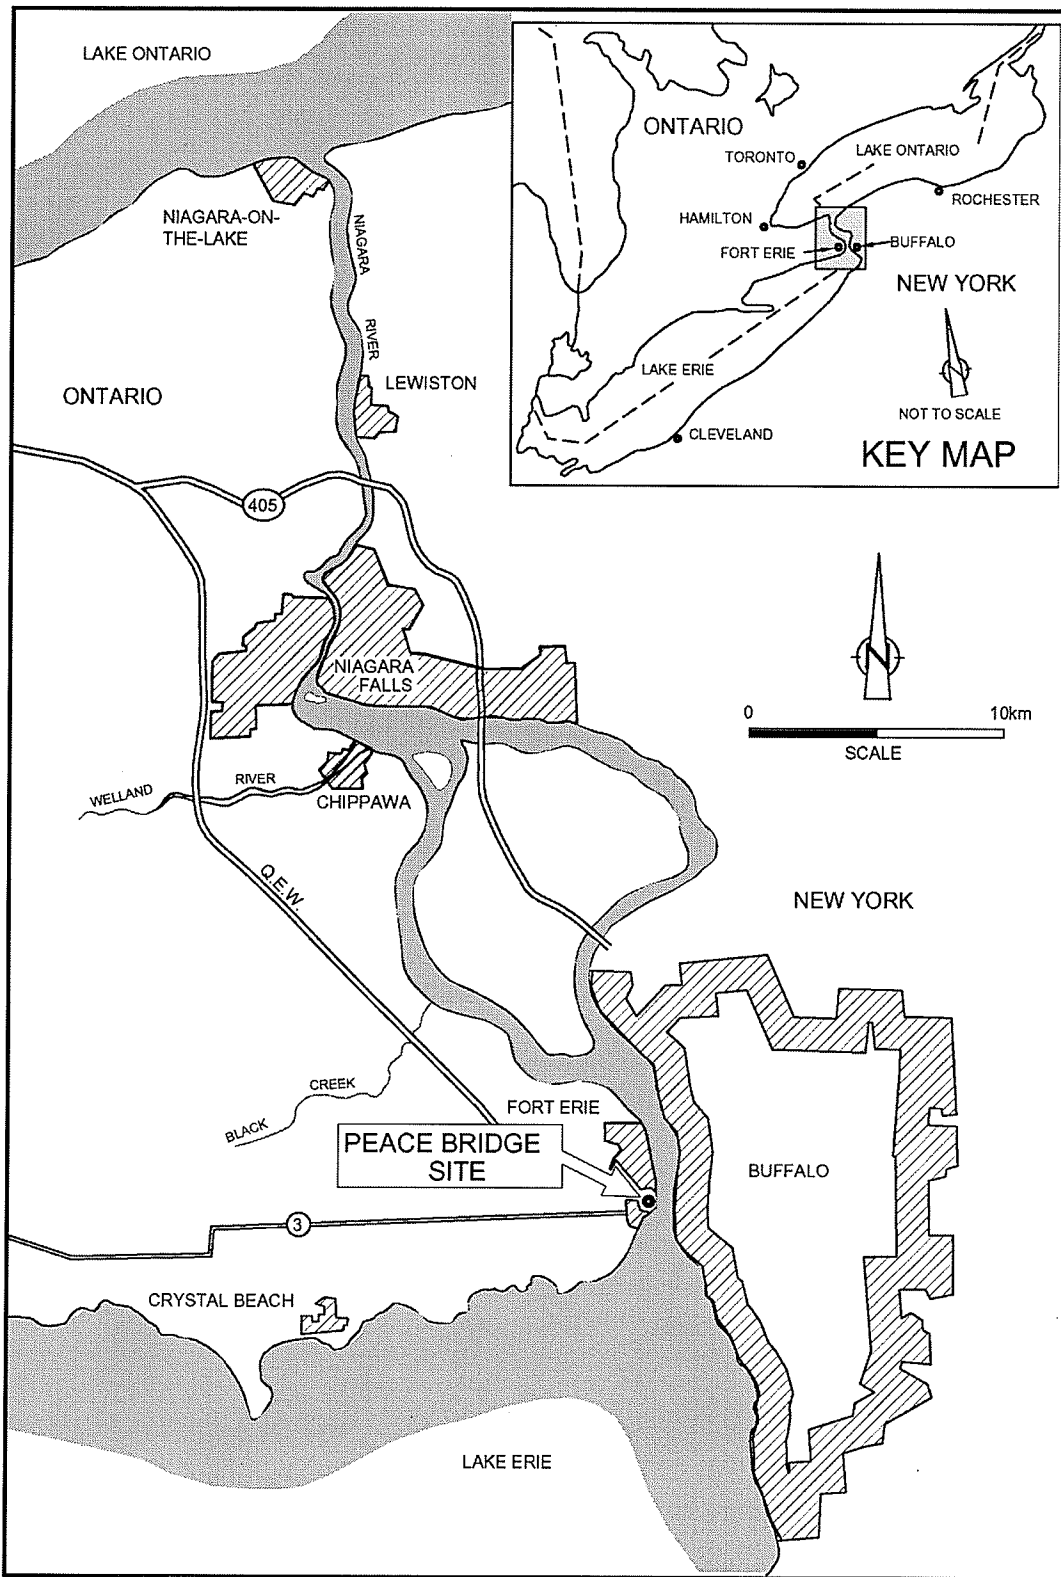 LAKE ONTARIO
NIAGARA-ON-
THE-LAKE
NIAGARA
RIVER
LEWISTON
ONTARIO
405
NIAGARA
FALLS
WELLAND
RIVER
CHIPPAWA
Q.E.W.
BLACK
CREEK
FORT ERIE
PEACE BRIDGE
SITE
3
CRYSTAL BEACH
LAKE ERIE
BUFFALO
NEW YORK
N
0 10km
SCALE
ONTARIO
TORONTO
LAKE ONTARIO
ROCHESTER
HAMILTON
FORT ERIE
BUFFALO
NEW YORK
LAKE ERIE
CLEVELAND
N
NOT TO SCALE
KEY MAP